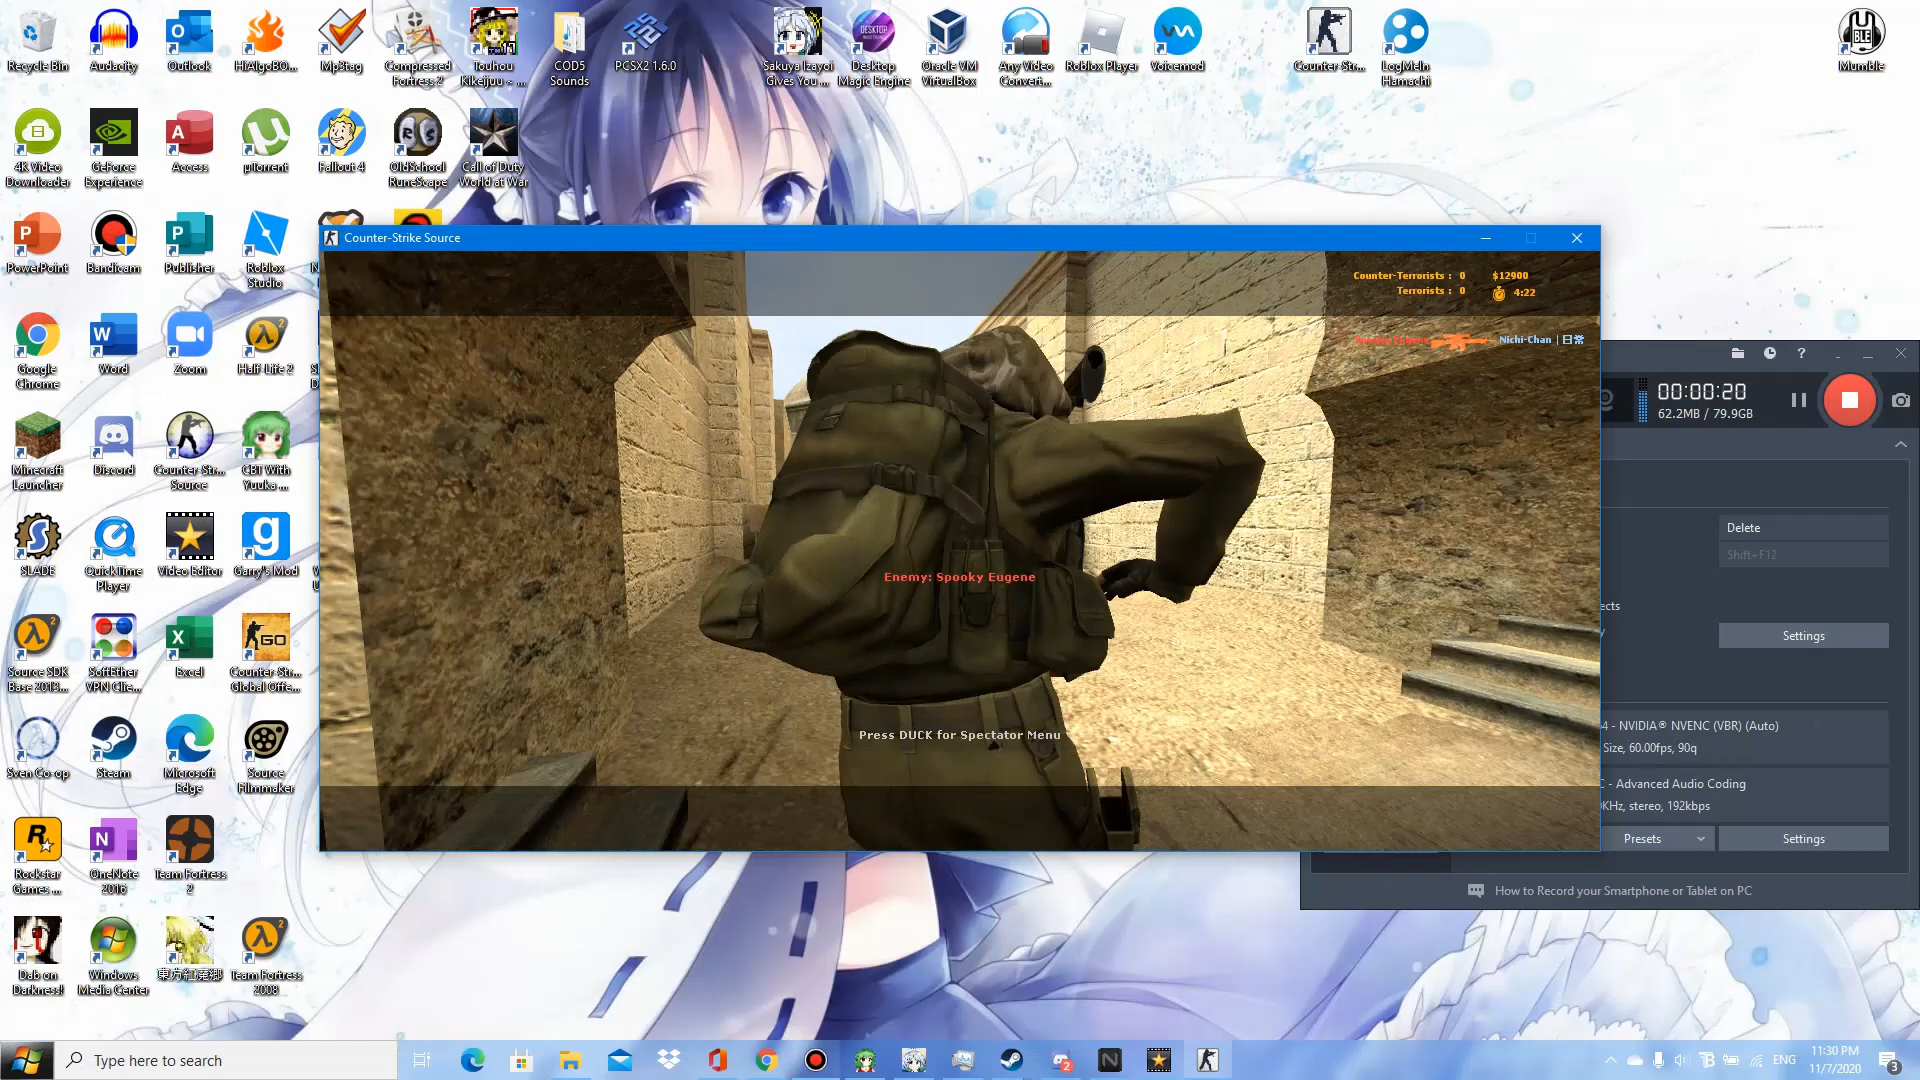 Recycle Bin
Audacity
Outlook
HiAlgoBO...
Mp3tag
Compressed Fortress 2
Touhou Kikeijuu ~ ...
COD5 Sounds
PCSX2 1.6.0
Sakuya Izayoi Gives You ...
Desktop Magic Engine
Oracle VM VirtualBox
Any Video Convert...
Roblox Player
Voicemod
Counter-Str...
LogMeIn Hamachi
Mumble
4K Video Downloader
GeForce Experience
Access
µTorrent
Fallout 4
OldSchool RuneScape
Call of Duty World at War
PowerPoint
Bandicam
Publisher
Roblox Studio
Google Chrome
Word
Zoom
Half-Life 2
Minecraft Launcher
Discord
Counter-Str... Source
CBT With Yuuka ...
SLADE
QuickTime Player
Video Editor
Garry's Mod
Source SDK Base 2013...
SoftEther VPN Clie...
Excel
Counter-Str... Global Offe...
Sven Co-op
Steam
Microsoft Edge
Source Filmmaker
Rockstar Games ...
OneNote 2016
Team Fortress 2
Dab on Darkness!
Windows Media Center
東方紅魔郷
Team Fortress 2008
Counter-Strike Source
Counter-Terrorists : 0 $12900
Terrorists : 0 4:22
Nichi-Chan | 日常
Enemy: Spooky Eugene
Press DUCK for Spectator Menu
00:00:20
62.2MB / 79.9GB
Delete
Shift+F12
ects
Settings
4 - NVIDIA® NVENC (VBR) (Auto)
Size, 60.00fps, 90q
C - Advanced Audio Coding
KHz, stereo, 192kbps
Presets
Settings
How to Record your Smartphone or Tablet on PC
Type here to search
2
ENG
11:30 PM
11/7/2020
3